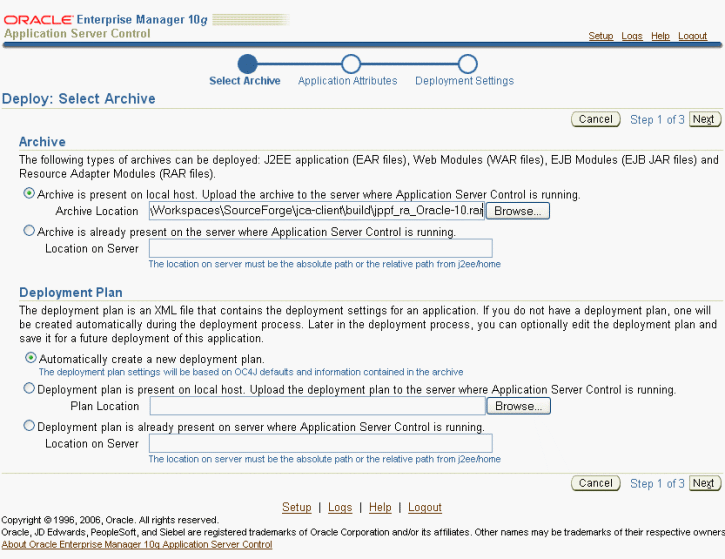 ORACLE Enterprise Manager 10g
Application Server Control
Setup Logs Help Logout
Select Archive Application Attributes Deployment Settings
Deploy: Select Archive
Cancel Step 1 of 3 Next
Archive
The following types of archives can be deployed: J2EE application (EAR files), Web Modules (WAR files), EJB Modules (EJB JAR files) and
Resource Adapter Modules (RAR files).
Archive is present on local host. Upload the archive to the server where Application Server Control is running.
Archive Location \Workspaces\SourceForge\jca-client\build\jppf_ra_Oracle-10.rar Browse...
Archive is already present on the server where Application Server Control is running.
Location on Server
The location on server must be the absolute path or the relative path from j2ee/home
Deployment Plan
The deployment plan is an XML file that contains the deployment settings for an application. If you do not have a deployment plan, one will
be created automatically during the deployment process. Later in the deployment process, you can optionally edit the deployment plan and
save it for a future deployment of this application.
Automatically create a new deployment plan.
The deployment plan settings will be based on OC4J defaults and information contained in the archive
Deployment plan is present on local host. Upload the deployment plan to the server where Application Server Control is running.
Plan Location Browse...
Deployment plan is already present on server where Application Server Control is running.
Location on Server
The location on server must be the absolute path or the relative path from j2ee/home
Cancel Step 1 of 3 Next
Setup | Logs | Help | Logout
Copyright © 1996, 2006, Oracle. All rights reserved.
Oracle, JD Edwards, PeopleSoft, and Siebel are registered trademarks of Oracle Corporation and/or its affiliates. Other names may be trademarks of their respective owners
About Oracle Enterprise Manager 10g Application Server Control